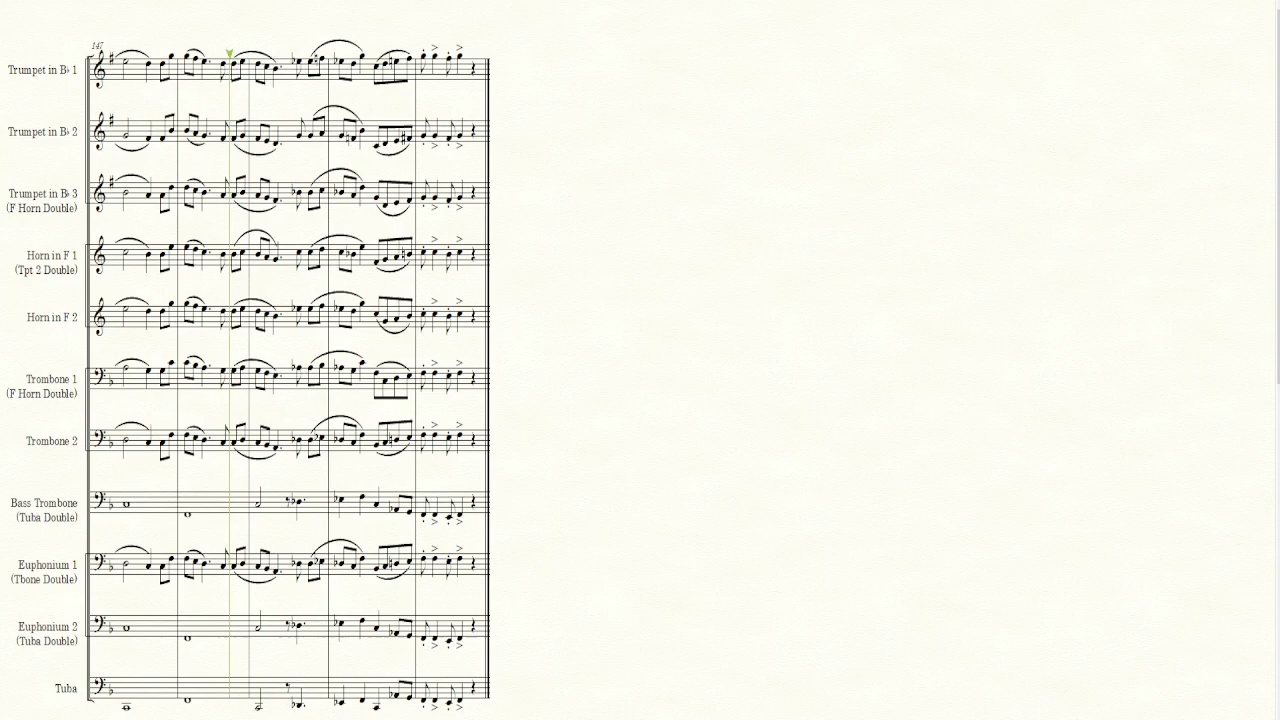 147
Trumpet in B♭ 1
Trumpet in B♭ 2
Trumpet in B♭ 3
(F Horn Double)
Horn in F 1
(Tpt 2 Double)
Horn in F 2
Trombone 1
(F Horn Double)
Trombone 2
Bass Trombone
(Tuba Double)
Euphonium 1
(Tbone Double)
Euphonium 2
(Tuba Double)
Tuba